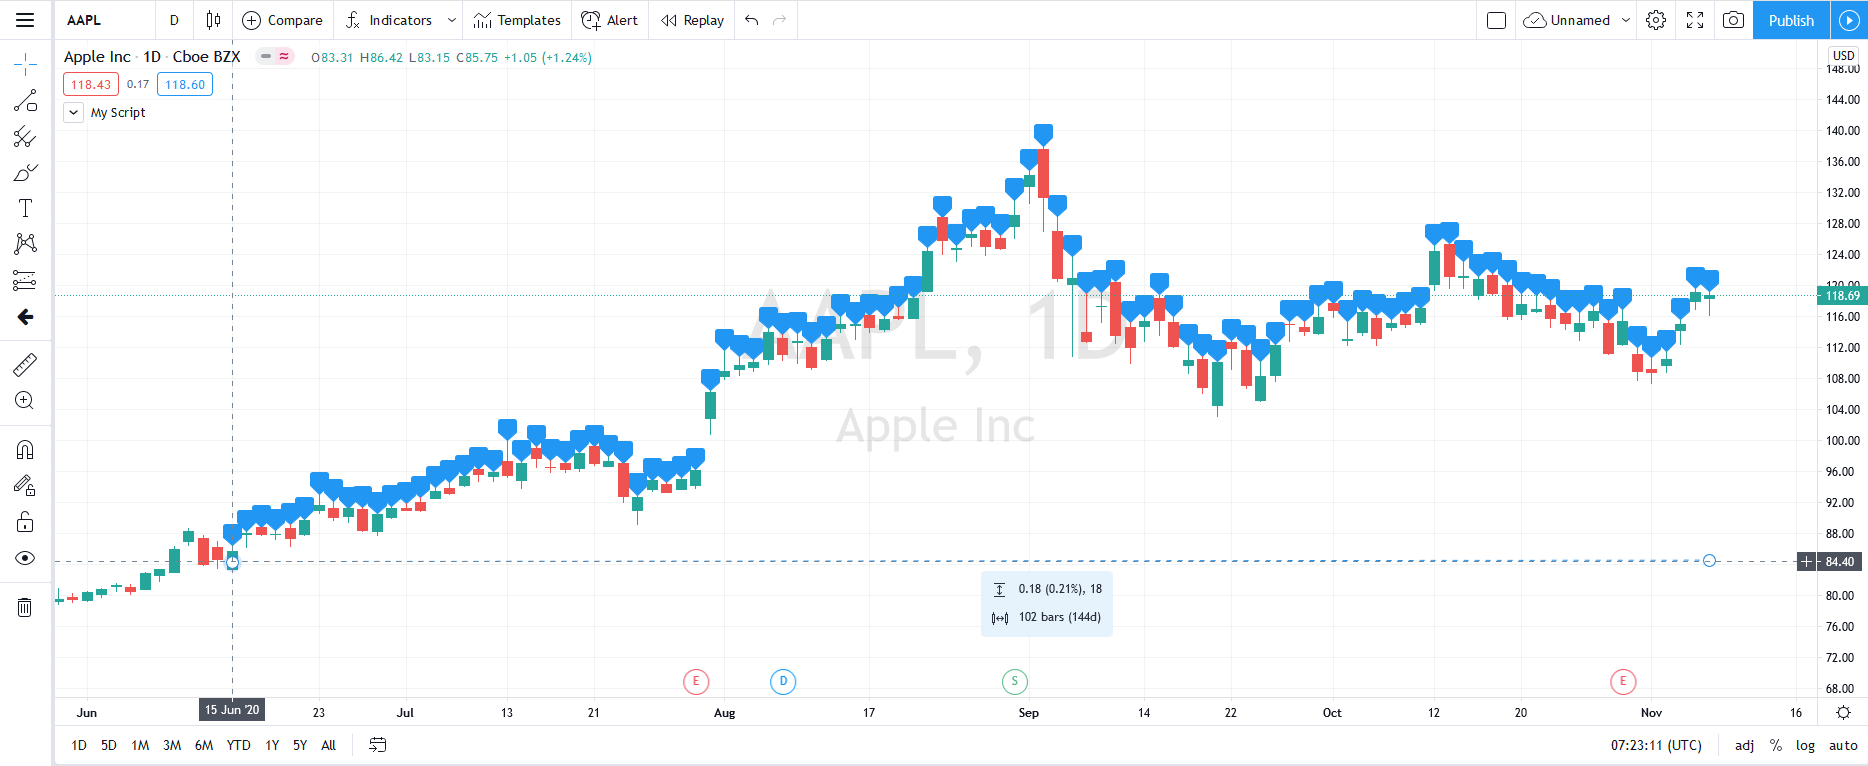 AAPL D Compare Indicators Templates Alert Replay Unnamed Publish
Apple Inc · 1D · Cboe BZX O83.31 H86.42 L83.15 C85.75 +1.05 (+1.24%)
USD
118.43 0.17 118.60
My Script
148.00
144.00
140.00
136.00
132.00
128.00
124.00
120.00
118.69
116.00
112.00
108.00
104.00
100.00
96.00
92.00
88.00
84.40
80.00
76.00
72.00
68.00
AAPL, 1D
Apple Inc
0.18 (0.21%), 18
102 bars (144d)
E D S E
Jun 15 Jun '20 23 Jul 13 21 Aug 17 Sep 14 22 Oct 12 20 Nov 16
1D 5D 1M 3M 6M YTD 1Y 5Y All 07:23:11 (UTC) adj % log auto